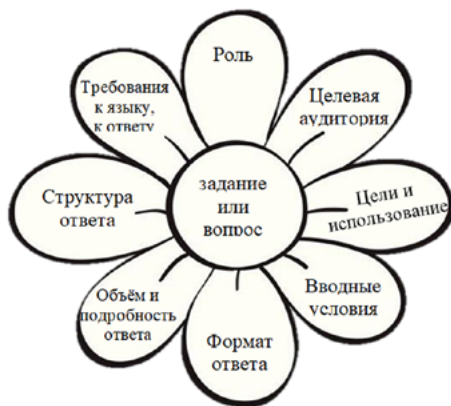 Роль
Целевая
аудитория
Цели и
использование
Вводные
условия
Формат
ответа
Объём и
подробность
ответа
Структура
ответа
Требования
к языку,
к ответу
задание
или
вопрос